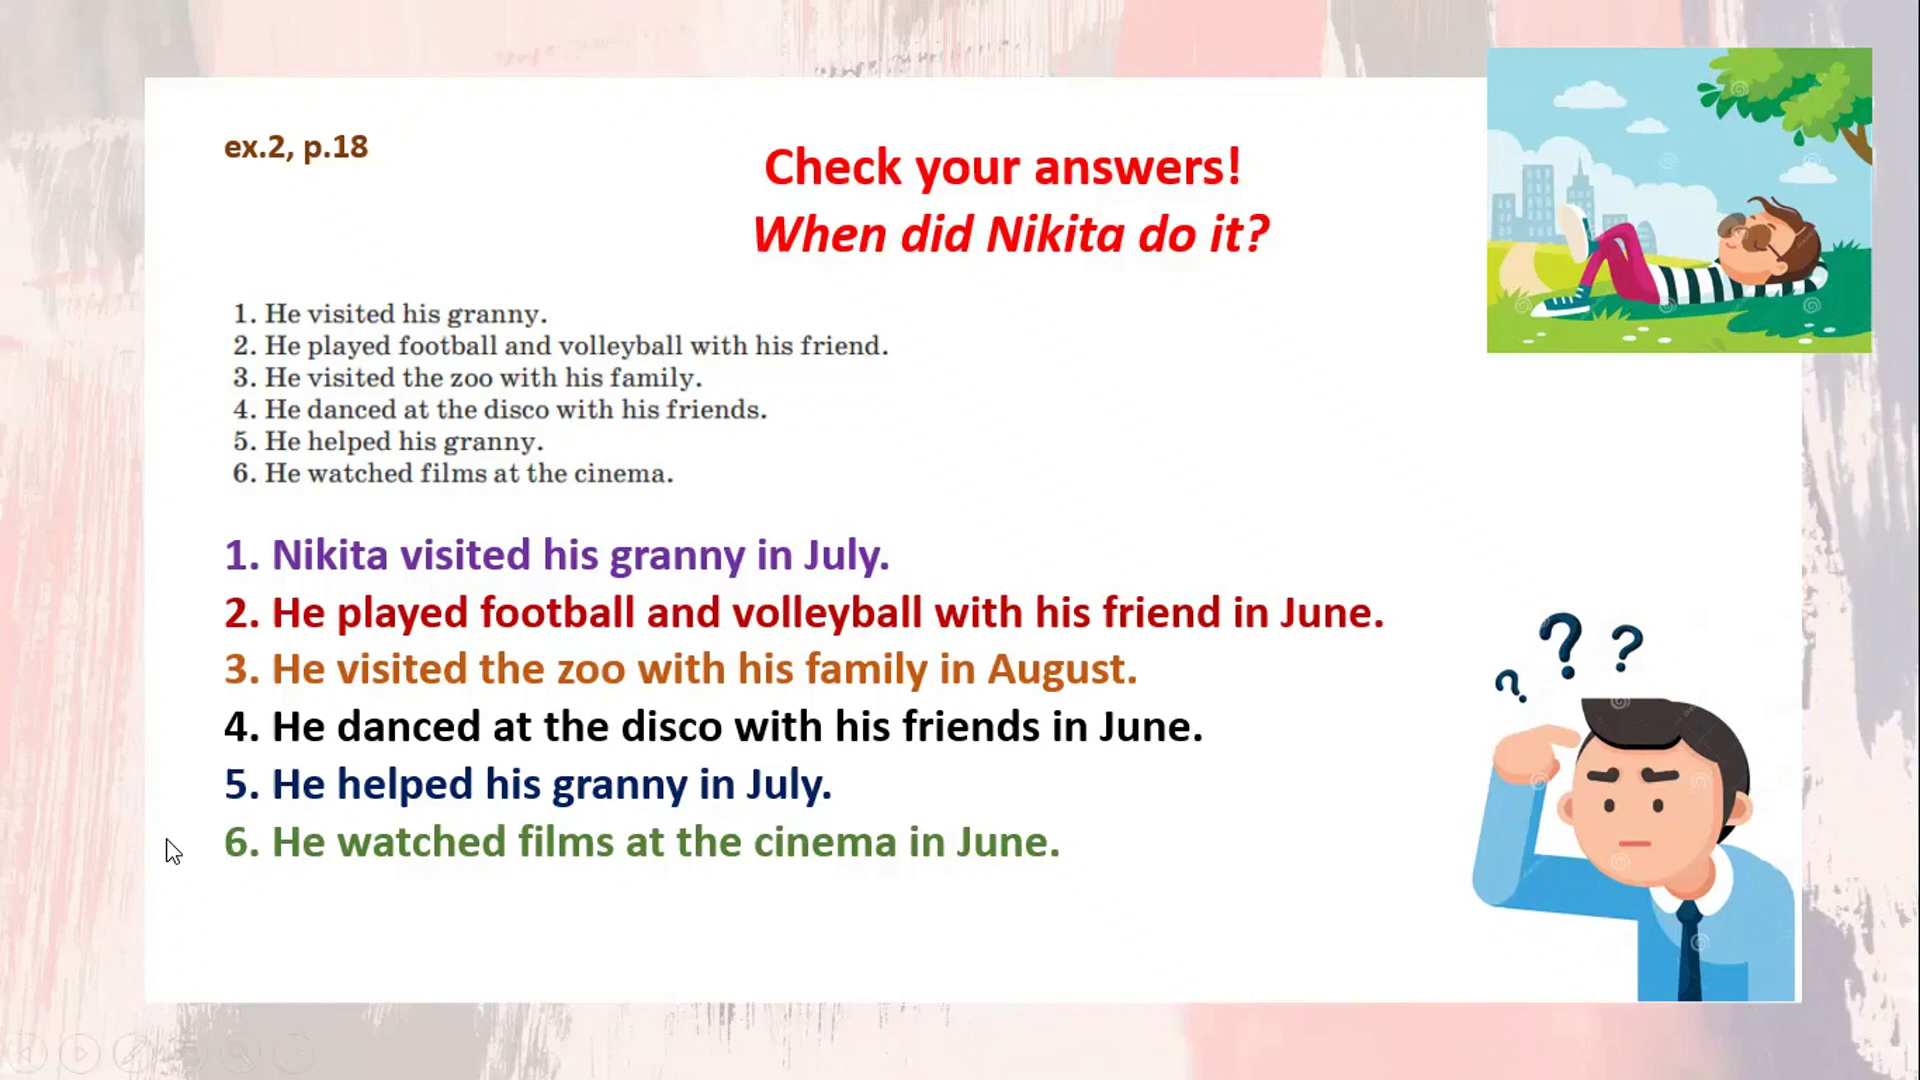 ex.2, p.18
Check your answers!
When did Nikita do it?
1. He visited his granny.
2. He played football and volleyball with his friend.
3. He visited the zoo with his family.
4. He danced at the disco with his friends.
5. He helped his granny.
6. He watched films at the cinema.
1. Nikita visited his granny in July.
2. He played football and volleyball with his friend in June.
3. He visited the zoo with his family in August.
4. He danced at the disco with his friends in June.
5. He helped his granny in July.
6. He watched films at the cinema in June.
? ? ?